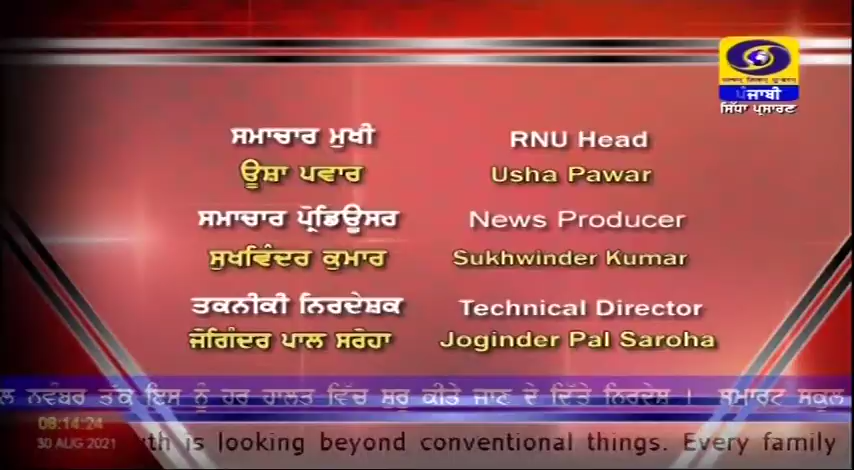 ਪੰਜਾਬੀ
ਸਿੱਧਾ ਪ੍ਰਸਾਰਣ
ਸਮਾਚਾਰ ਮੁਖੀ RNU Head
ਊਸ਼ਾ ਪਵਾਰ Usha Pawar
ਸਮਾਚਾਰ ਪ੍ਰੋਡਿਊਸਰ News Producer
ਸੁਖਵਿੰਦਰ ਕੁਮਾਰ Sukhwinder Kumar
ਤਕਨੀਕੀ ਨਿਰਦੇਸ਼ਕ Technical Director
ਜੋਗਿੰਦਰ ਪਾਲ ਸਰੋਹਾ Joginder Pal Saroha
ਲ ਨਵੰਬਰ ਤੱਕ ਇਸ ਨੂੰ ਹਰ ਹਾਲਤ ਵਿੱਚ ਸ਼ੁਰੂ ਕੀਤੇ ਜਾਣ ਦੇ ਦਿੱਤੇ ਨਿਰਦੇਸ਼ । ਸਮਾਰਟ ਸਕੂਲ
08:14:24
30 AUG 2021
th is looking beyond conventional things. Every family